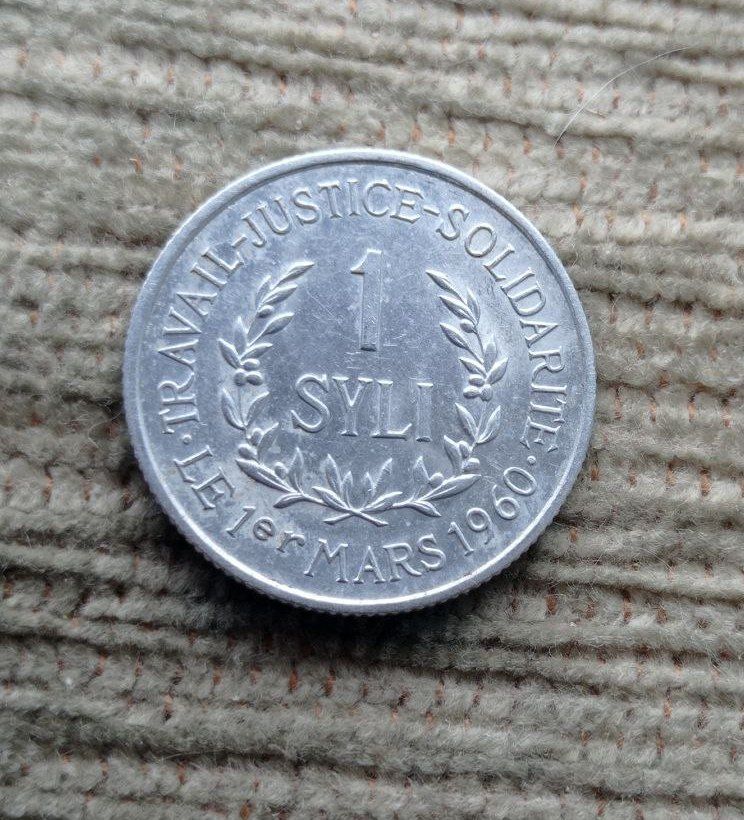 · TRAVAIL-JUSTICE-SOLIDARITE ·
1
SYLI
LE 1er MARS 1960